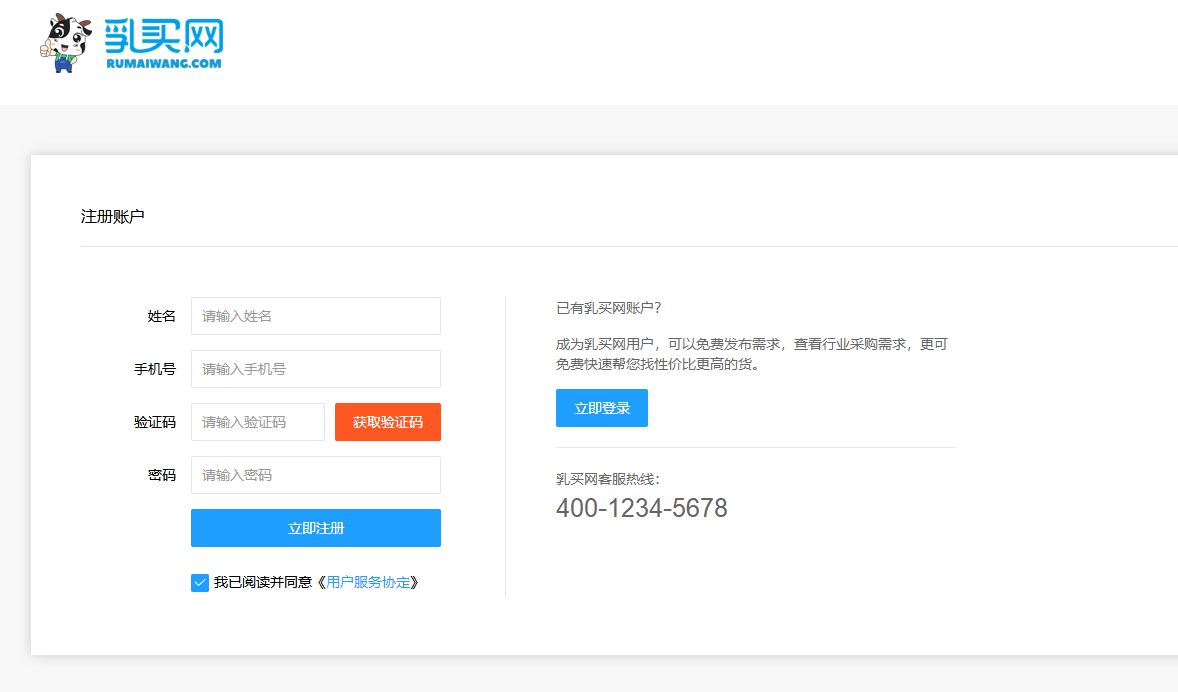 乳买网
RUMAIWANG.COM
注册账户
姓名
请输入姓名
手机号
请输入手机号
验证码
请输入验证码
获取验证码
密码
请输入密码
立即注册
我已阅读并同意《用户服务协定》
已有乳买网账户？
成为乳买网用户，可以免费发布需求，查看行业采购需求，更可
免费快速帮您找性价比更高的货。
立即登录
乳买网客服热线：
400-1234-5678